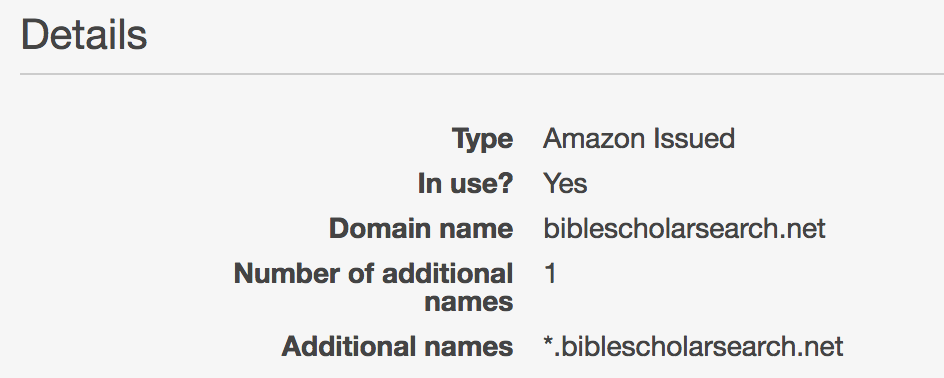 Details
Type Amazon Issued
In use? Yes
Domain name biblescholarsearch.net
Number of additional names 1
Additional names *.biblescholarsearch.net